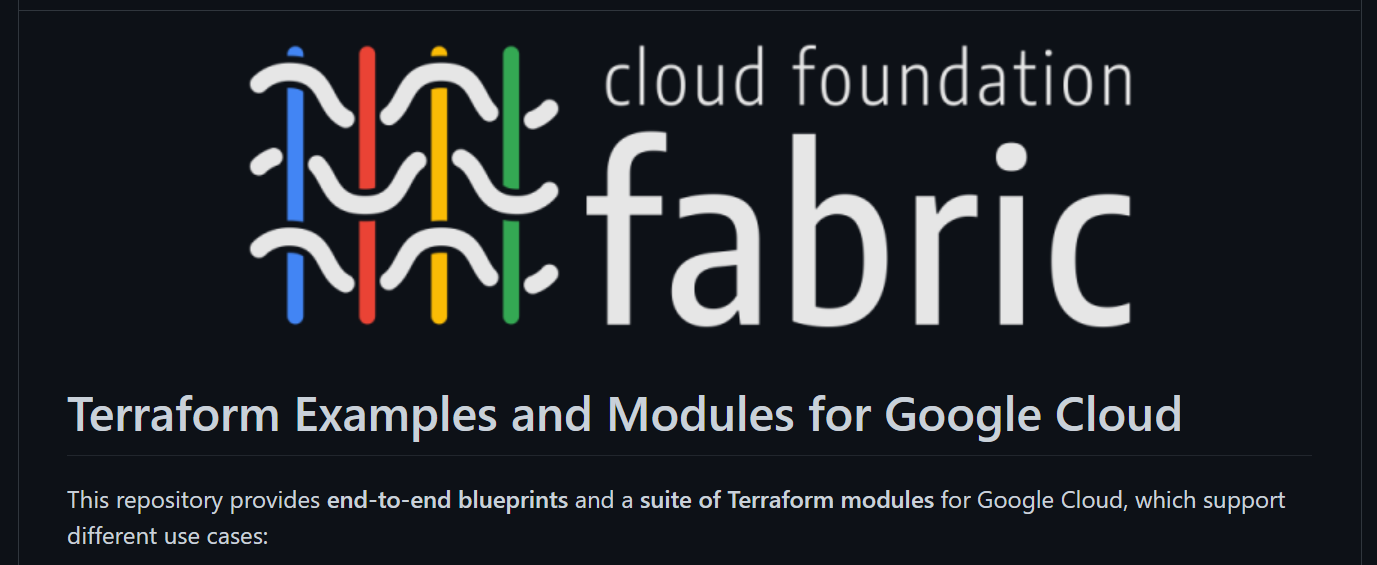 cloud foundation
fabric
Terraform Examples and Modules for Google Cloud
This repository provides end-to-end blueprints and a suite of Terraform modules for Google Cloud, which support
different use cases: